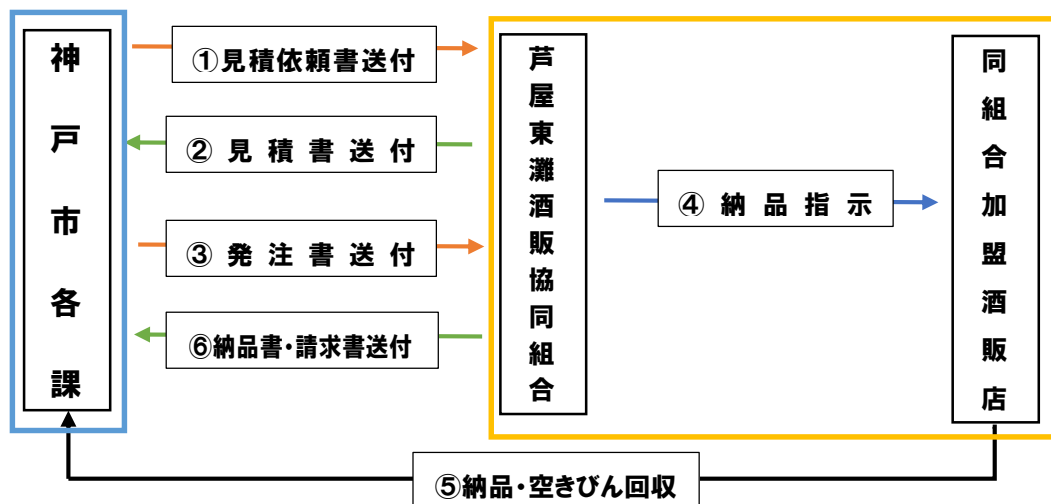 神戸市各課
①見積依頼書送付
② 見積書送付
③ 発注書送付
⑥納品書・請求書送付
芦屋東灘酒販協同組合
④ 納品指示
同組合加盟酒販店
⑤納品・空きびん回収